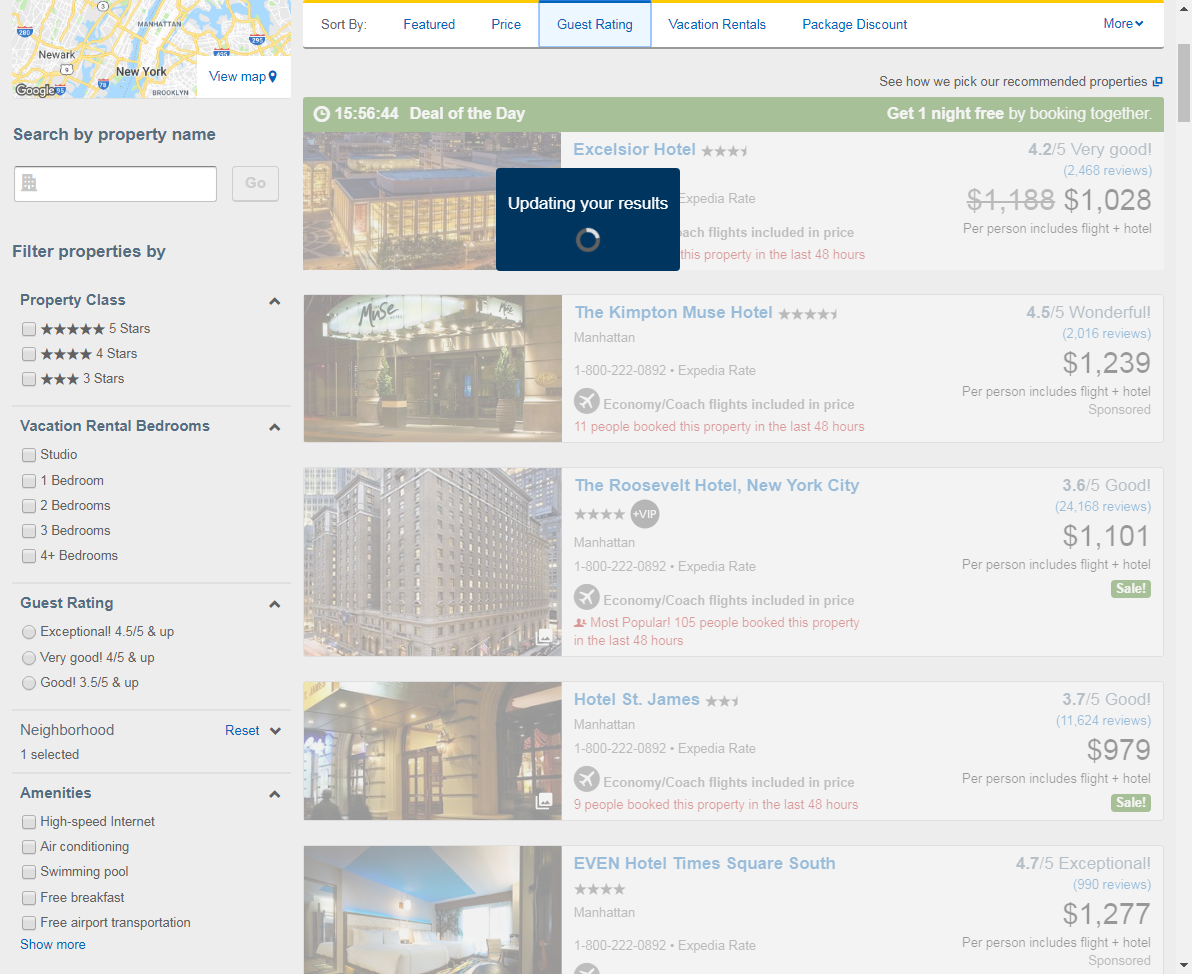 Sort By:
Featured
Price
Guest Rating
Vacation Rentals
Package Discount
More
MANHATTAN
Newark
New York
BROOKLYN
Google
View map
See how we pick our recommended properties
Search by property name
Go
Filter properties by
Property Class
5 Stars
4 Stars
3 Stars
Vacation Rental Bedrooms
Studio
1 Bedroom
2 Bedrooms
3 Bedrooms
4+ Bedrooms
Guest Rating
Exceptional! 4.5/5 & up
Very good! 4/5 & up
Good! 3.5/5 & up
Neighborhood
Reset
1 selected
Amenities
High-speed Internet
Air conditioning
Swimming pool
Free breakfast
Free airport transportation
Show more
15:56:44 Deal of the Day
Get 1 night free by booking together.
Excelsior Hotel
4.2/5 Very good!
(2,468 reviews)
$1,188 $1,028
Per person includes flight + hotel
Updating your results
Expedia Rate
flights included in price
this property in the last 48 hours
The Kimpton Muse Hotel
Manhattan
1-800-222-0892 • Expedia Rate
Economy/Coach flights included in price
11 people booked this property in the last 48 hours
4.5/5 Wonderful!
(2,016 reviews)
$1,239
Per person includes flight + hotel
Sponsored
Muse
The Roosevelt Hotel, New York City
+VIP
Manhattan
1-800-222-0892 • Expedia Rate
Economy/Coach flights included in price
Most Popular! 105 people booked this property
in the last 48 hours
3.6/5 Good!
(24,168 reviews)
$1,101
Per person includes flight + hotel
Sale!
Hotel St. James
Manhattan
1-800-222-0892 • Expedia Rate
Economy/Coach flights included in price
9 people booked this property in the last 48 hours
3.7/5 Good!
(11,624 reviews)
$979
Per person includes flight + hotel
Sale!
EVEN Hotel Times Square South
Manhattan
1-800-222-0892 • Expedia Rate
4.7/5 Exceptional!
(990 reviews)
$1,277
Per person includes flight + hotel
Sponsored